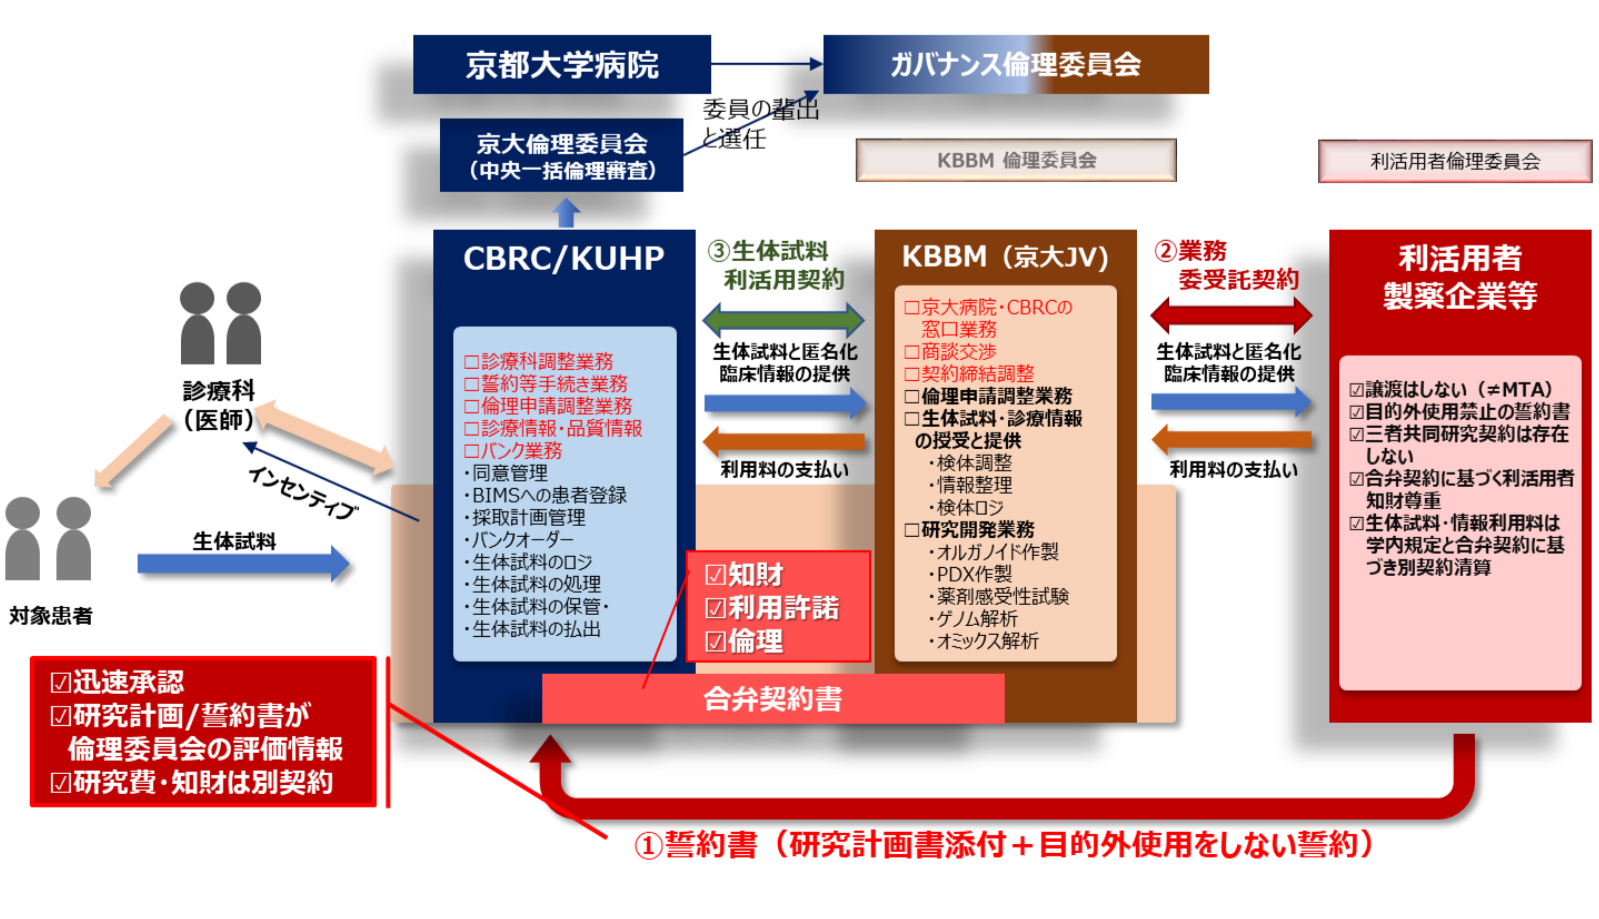 京都大学病院
ガバナンス倫理委員会
委員の輩出
と選任
京大倫理委員会
（中央一括倫理審査）
KBBM 倫理委員会
利活用者倫理委員会
CBRC/KUHP
□診療科調整業務
□誓約等手続き業務
□倫理申請調整業務
□診療情報・品質情報
□バンク業務
・同意管理
・BIMSへの患者登録
・採取計画管理
・バンクオーダー
・生体試料のロジ
・生体試料の処理
・生体試料の保管・
・生体試料の払出
③生体試料
利活用契約
生体試料と匿名化
臨床情報の提供
利用料の支払い
KBBM（京大JV）
□京大病院・CBRCの
窓口業務
□商談交渉
□契約締結調整
□倫理申請調整業務
□生体試料・診療情報
の授受と提供
・検体調整
・情報整理
・検体ロジ
□研究開発業務
・オルガノイド作製
・PDX作製
・薬剤感受性試験
・ゲノム解析
・オミックス解析
②業務
委受託契約
生体試料と匿名化
臨床情報の提供
利用料の支払い
利活用者
製薬企業等
☑譲渡はしない（≠MTA）
☑目的外使用禁止の誓約書
☑三者共同研究契約は存在
しない
☑合弁契約に基づく利活用者
知財尊重
☑生体試料・情報利用料は
学内規定と合弁契約に基
づき別契約清算
診療科
（医師）
インセンティブ
生体試料
対象患者
☑知財
☑利用許諾
☑倫理
合弁契約書
☑迅速承認
☑研究計画/誓約書が
倫理委員会の評価情報
☑研究費・知財は別契約
①誓約書（研究計画書添付＋目的外使用をしない誓約）